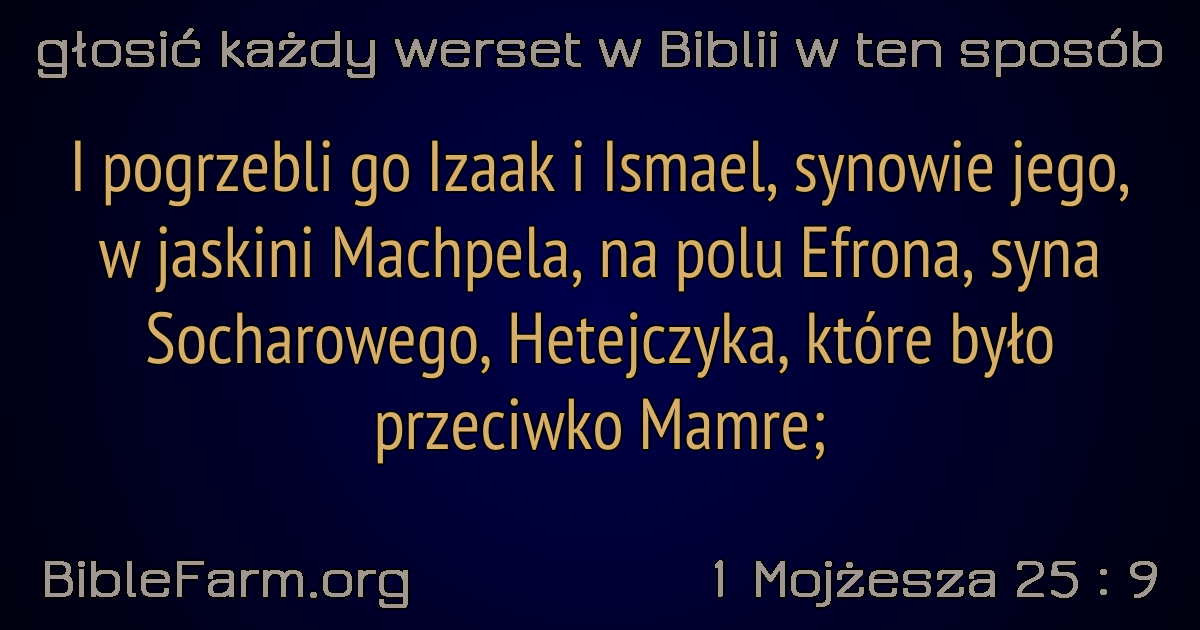 głosić każdy werset w Biblii w ten sposób
I pogrzebli go Izaak i Ismael, synowie jego,
w jaskini Machpela, na polu Efrona, syna
Socharowego, Hetejczyka, które było
przeciwko Mamre;
BibleFarm.org
1 Mojżesza 25 : 9